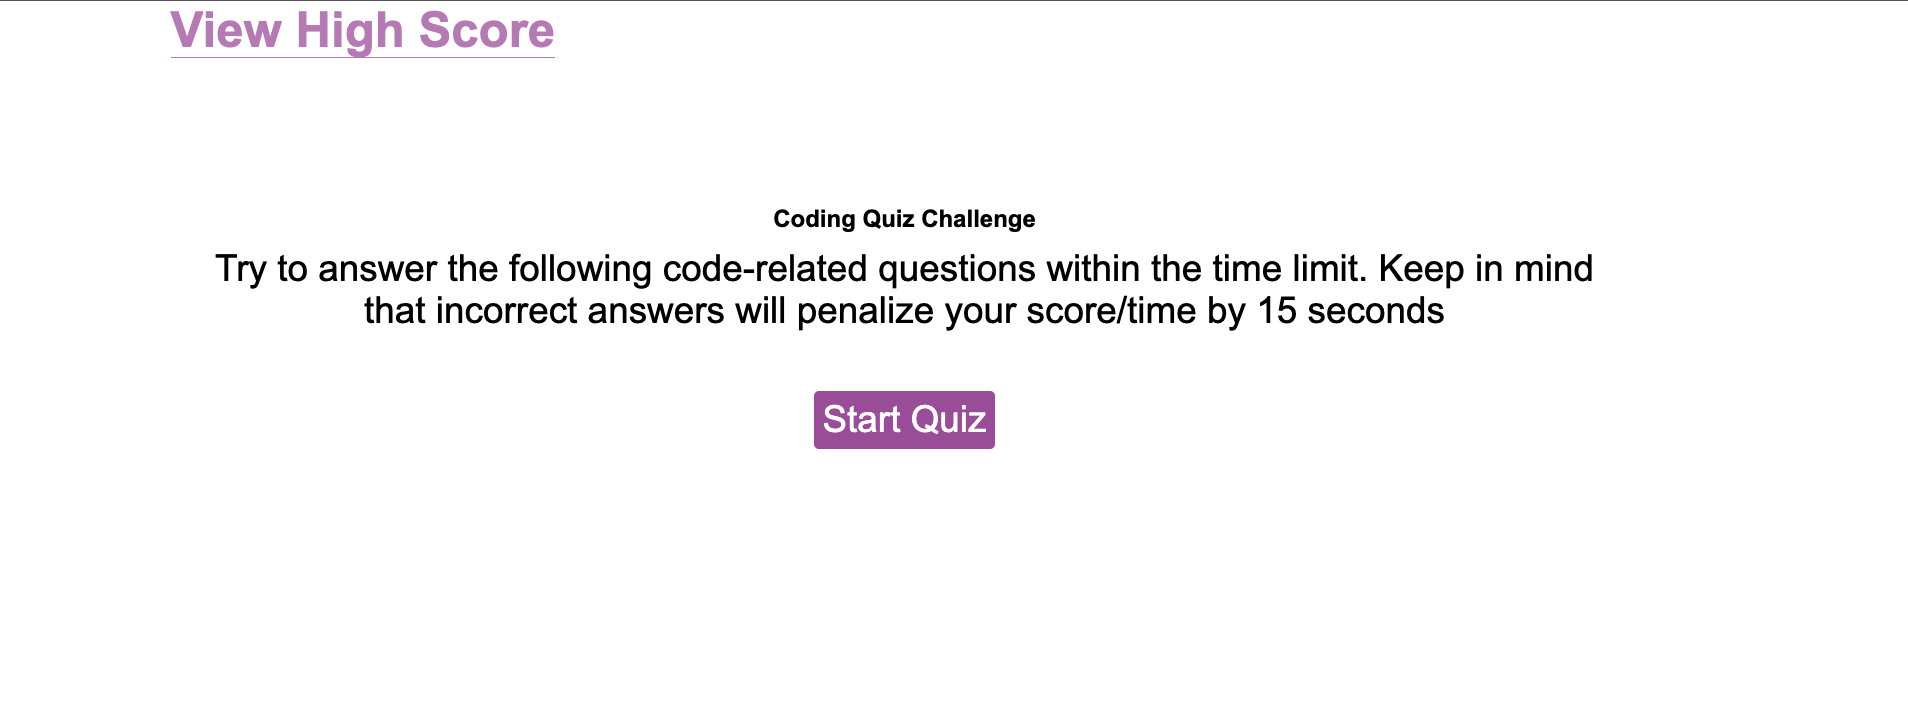 View High Score
Coding Quiz Challenge
Try to answer the following code-related questions within the time limit. Keep in mind
that incorrect answers will penalize your score/time by 15 seconds
Start Quiz